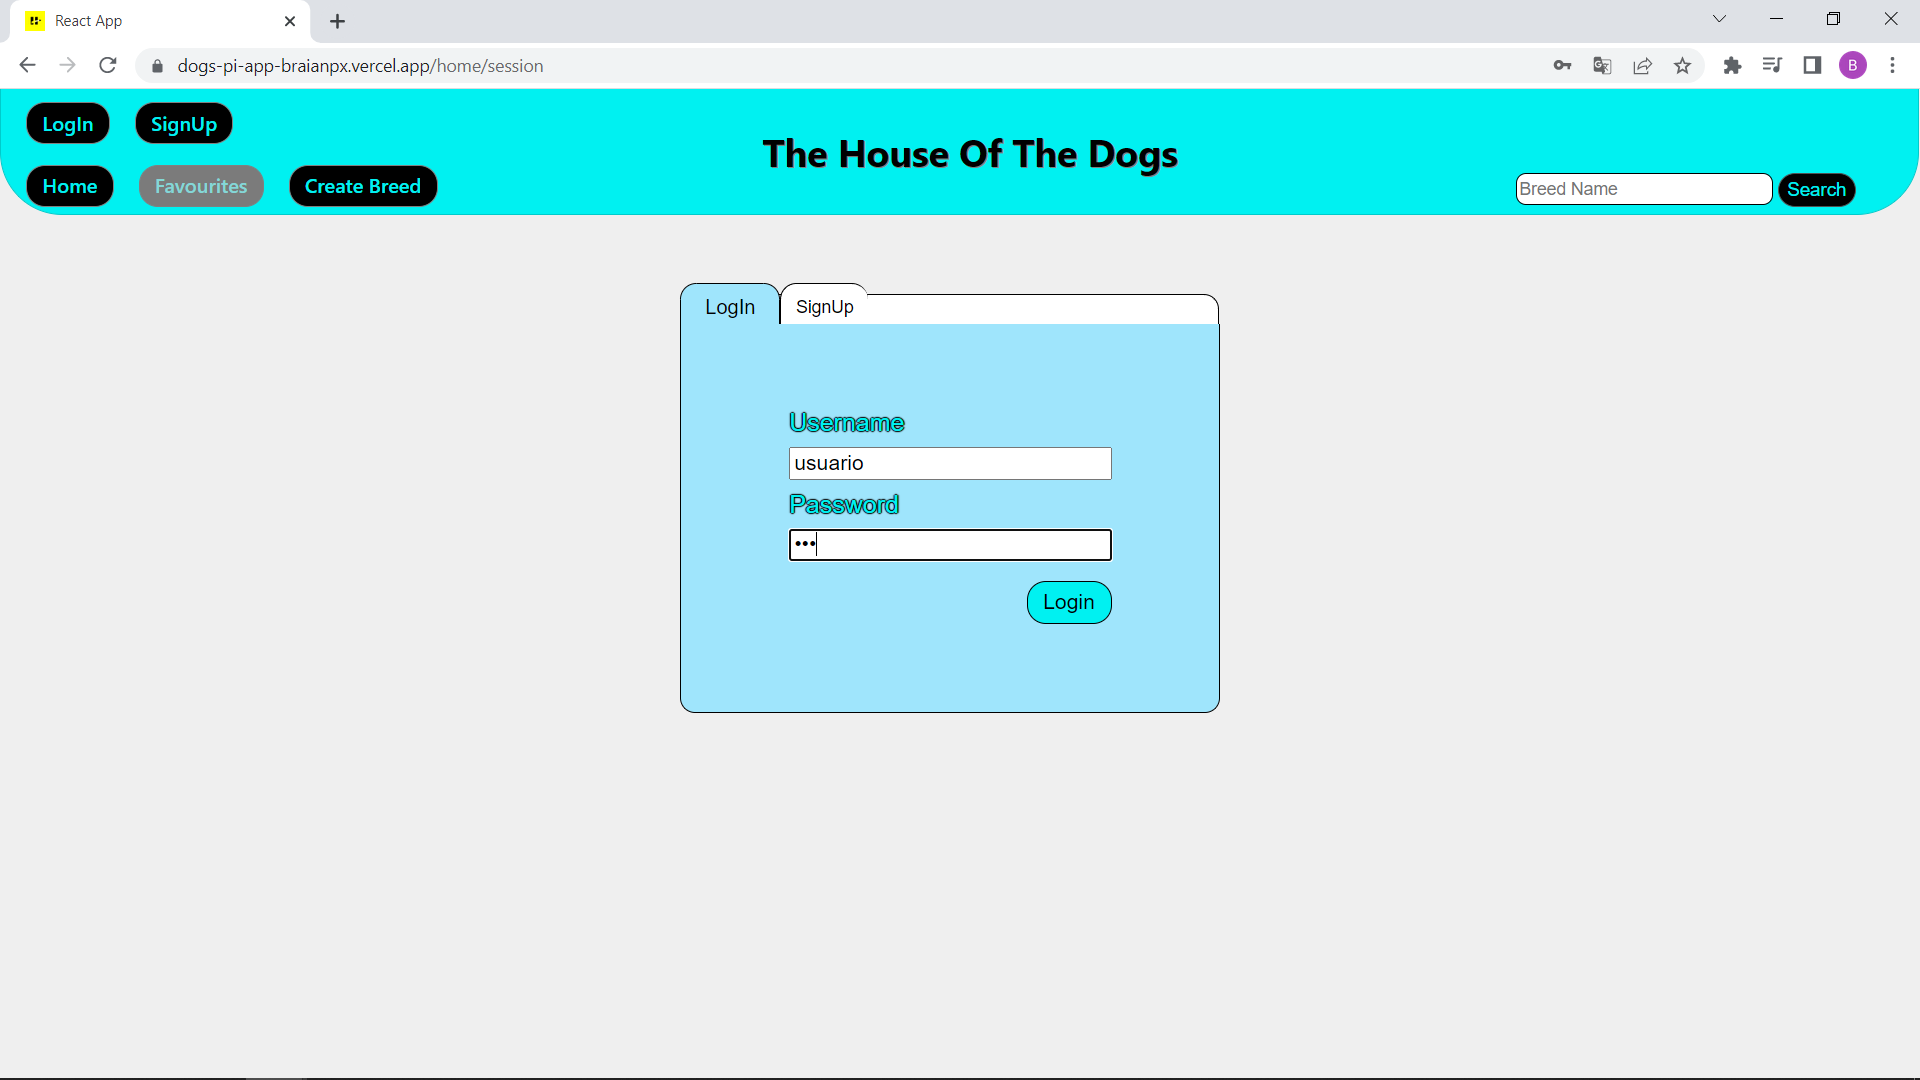 React App
dogs-pi-app-braianpx.vercel.app/home/session
B
LogIn SignUp
The House Of The Dogs
Home Favourites Create Breed
Breed Name Search
LogIn SignUp
Username
usuario
Password
•••
Login